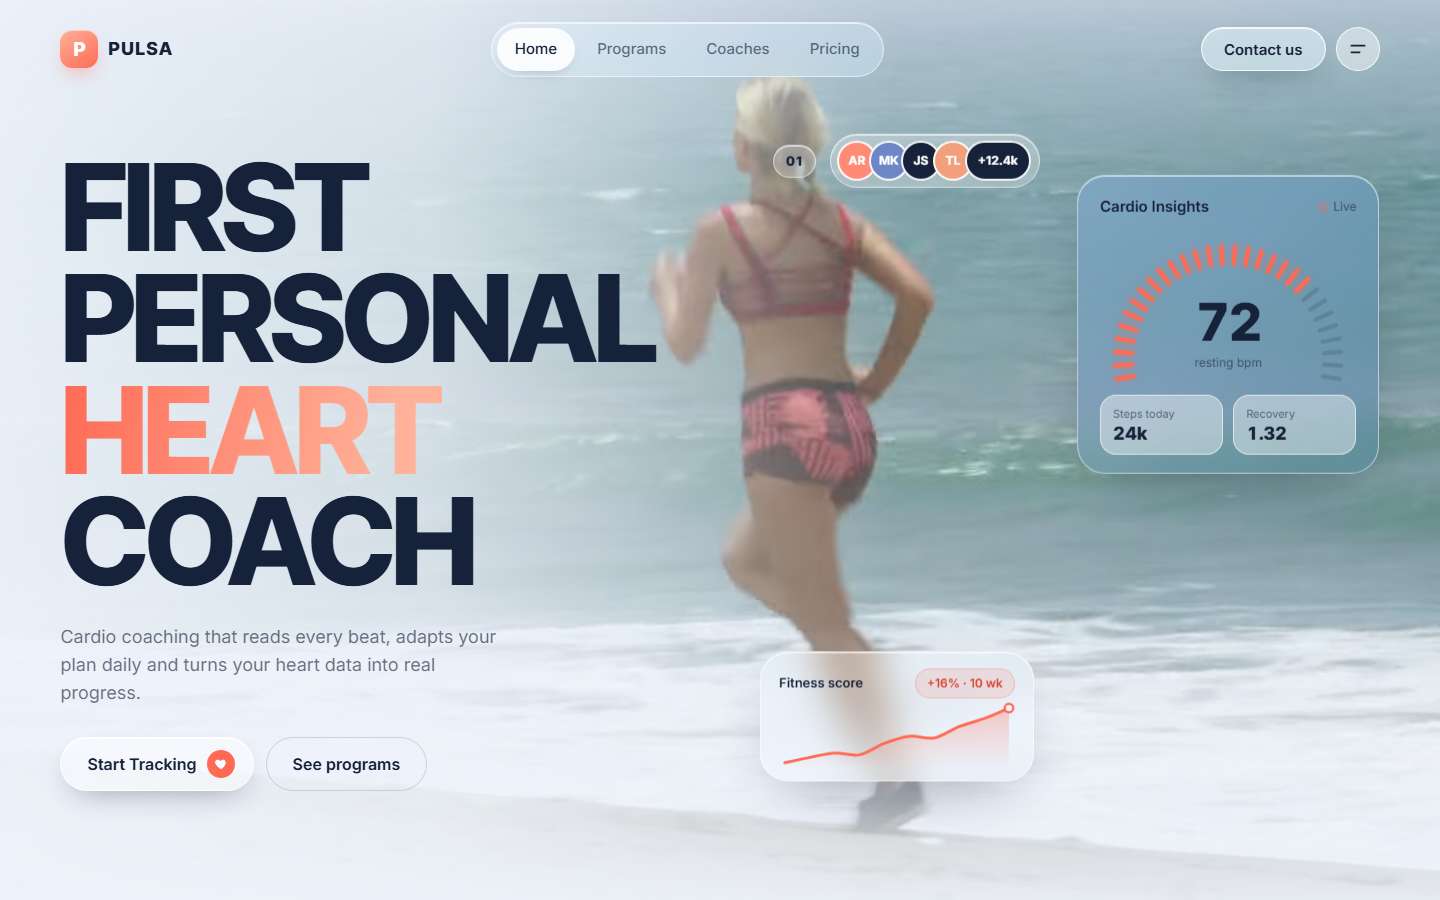 P PULSA
Home Programs Coaches Pricing
Contact us
01
AR MK JS TL +12.4k
FIRST
PERSONAL
HEART
COACH
Cardio coaching that reads every beat, adapts your
plan daily and turns your heart data into real
progress.
Start Tracking
See programs
Cardio Insights
Live
72
resting bpm
Steps today
24k
Recovery
1.32
Fitness score
+16% · 10 wk